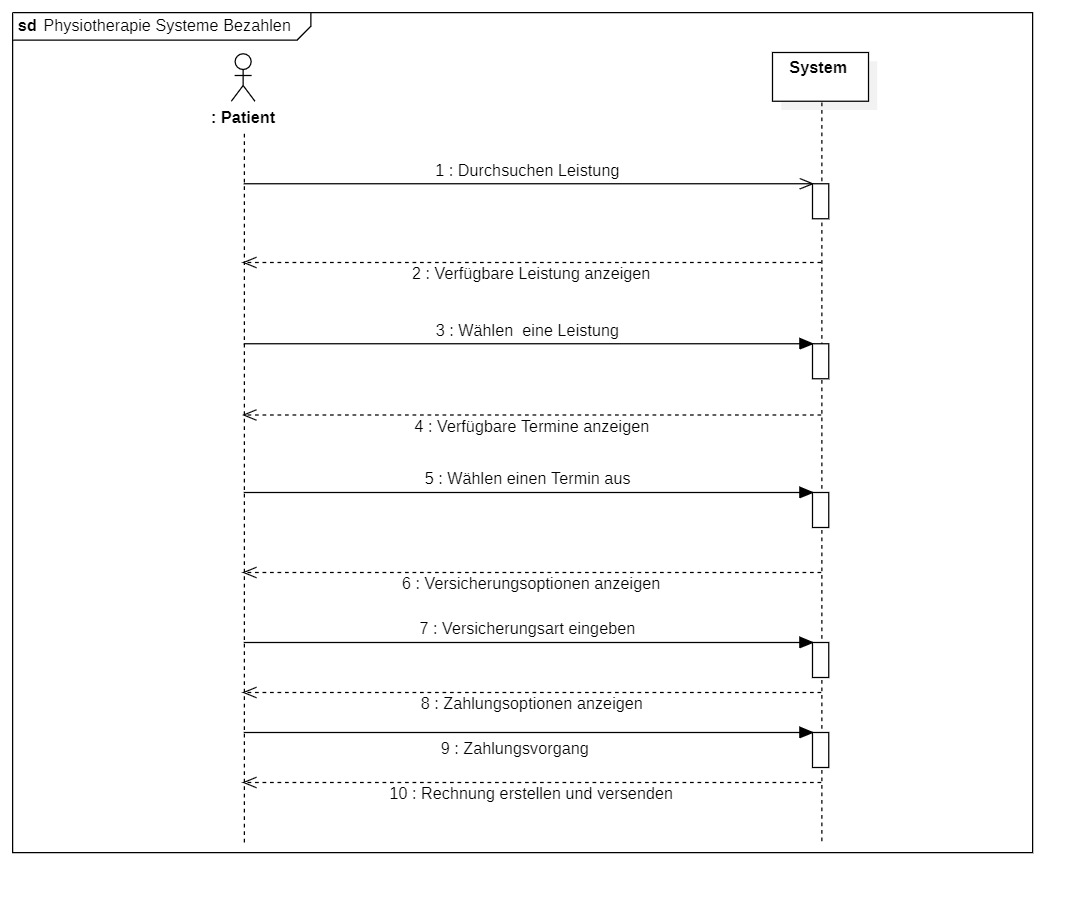 sd Physiotherapie Systeme Bezahlen
System
: Patient
1 : Durchsuchen Leistung
2 : Verfügbare Leistung anzeigen
3 : Wählen  eine Leistung
4 : Verfügbare Termine anzeigen
5 : Wählen einen Termin aus
6 : Versicherungsoptionen anzeigen
7 : Versicherungsart eingeben
8 : Zahlungsoptionen anzeigen
9 : Zahlungsvorgang
10 : Rechnung erstellen und versenden